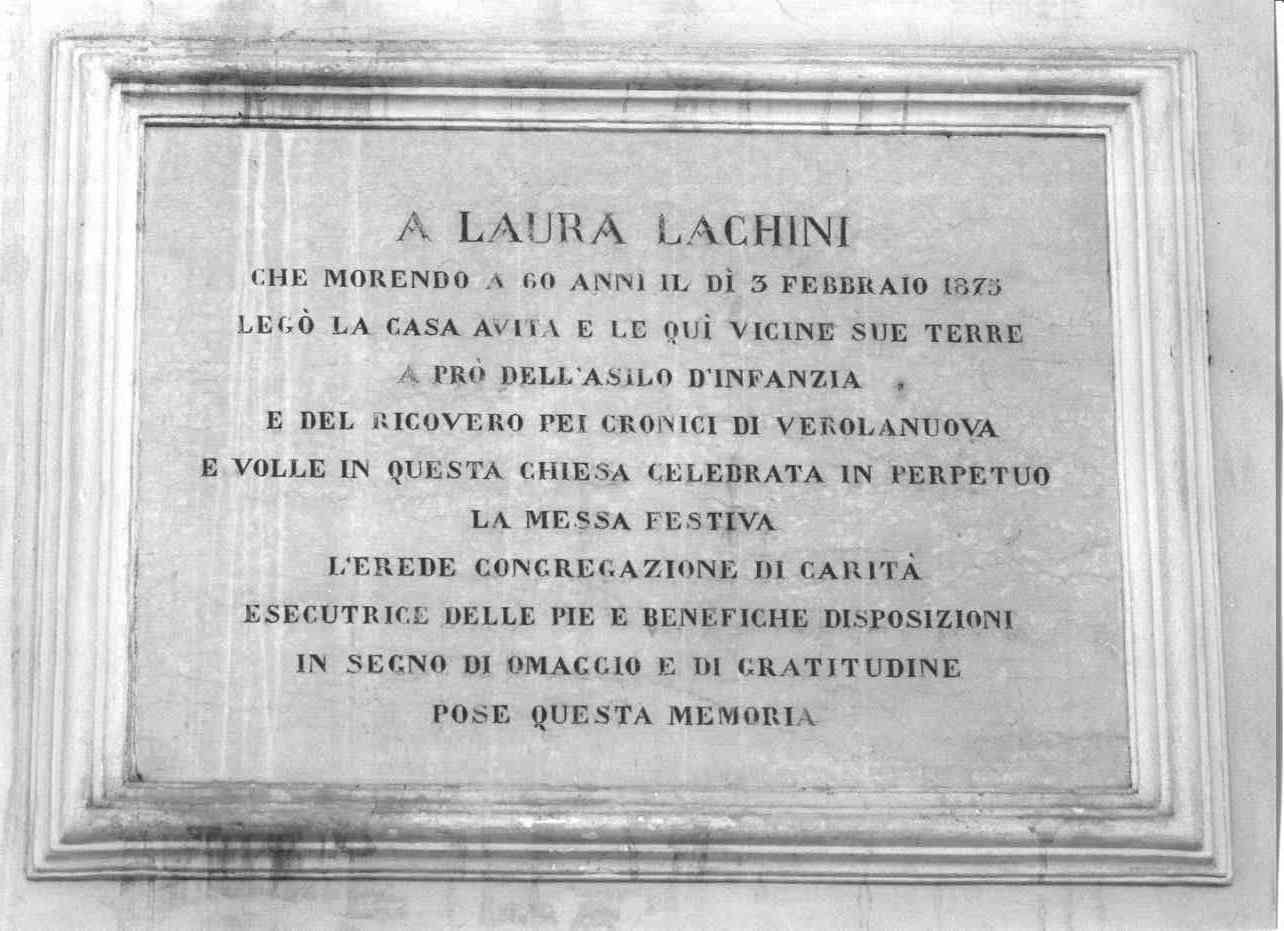 A LAURA LACHINI
CHE MORENDO A 60 ANNI IL DÌ 3 FEBBRAIO 1875
LEGÒ LA CASA AVITA E LE QUÌ VICINE SUE TERRE
A PRÒ DELL'ASILO D'INFANZIA
E DEL RICOVERO PEI CRONICI DI VEROLANUOVA
E VOLLE IN QUESTA CHIESA CELEBRATA IN PERPETUO
LA MESSA FESTIVA
L'EREDE CONGREGAZIONE DI CARITÀ
ESECUTRICE DELLE PIE E BENEFICHE DISPOSIZIONI
IN SEGNO DI OMAGGIO E DI GRATITUDINE
POSE QUESTA MEMORIA